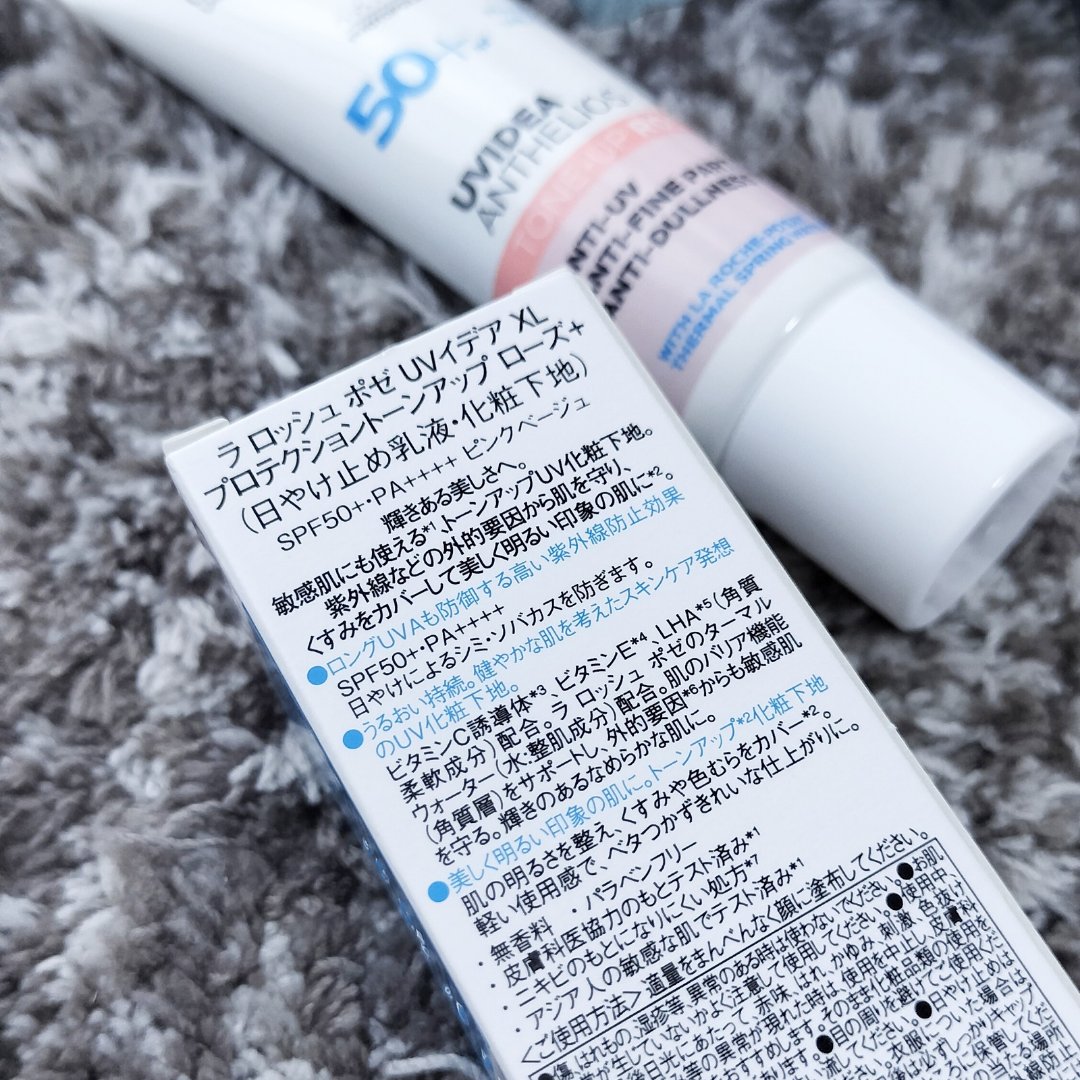 50+
UVIDEA
ANTHELIOS
TONE-UP
ANTI-UV
ANTI-FINE
ANTI-DULLNESS
WITH LA ROCHE-POSAY
THERMAL SPRING
ラ ロッシュ ポゼ UVイデア XL
プロテクショントーンアップ ローズ+
(日やけ止め乳液・化粧下地)
SPF50+・PA++++ ピンクベージュ
輝きある美しさへ。
敏感肌にも使える*1、トーンアップUV化粧下地。
紫外線などの外的要因から肌を守り、
くすみをカバーして美しく明るい印象の肌に*2。
●ロングUVAも防御する高い紫外線防止効果
SPF50+・PA++++
日やけによるシミ・ソバカスを防ぎます。
●うるおい持続。健やかな肌を考えたスキンケア発想
のUV化粧下地。
ビタミンC誘導体*3、ビタミンE*4、LHA*5(角質
柔軟成分)配合。ラ ロッシュ ポゼのターマル
ウォーター(水、整肌成分)配合。肌のバリア機能
(角質層)をサポートし、外的要因*6からも敏感肌
を守る。輝きのあるなめらかな肌に。
●美しく明るい印象の肌に。トーンアップ*2化粧下地
肌の明るさを整え、くすみや色むらをカバー*2。
軽い使用感で、ベタつかずきれいな仕上がりに。
・無香料 ・パラベンフリー
・皮膚科医協力のもとテスト済み*1
・ニキビのもとになりにくい処方*7
・アジア人の敏感な肌でテスト済み*1
<ご使用方法>適量をまんべんなく顔に塗布してください。